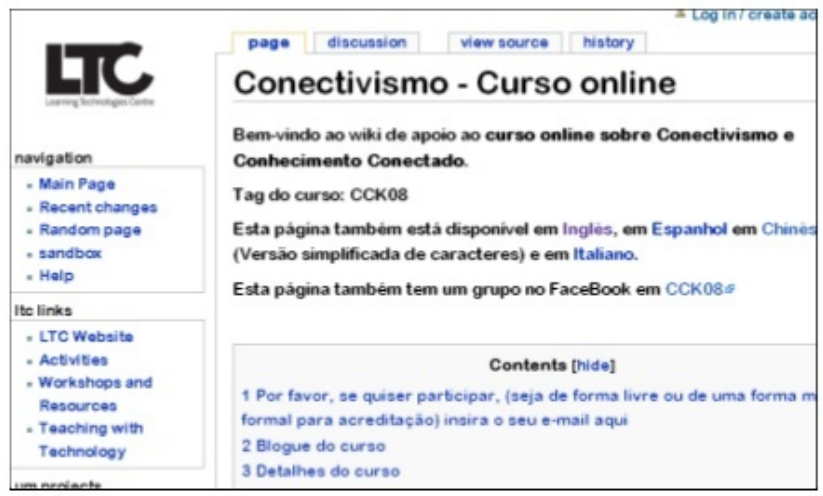 Log in / create
page
discussion
view source
history
LTC
Learning Technologies Centre
Conectivismo - Curso online
Bem-vindo ao wiki de apoio ao curso online sobre Conectivismo e
Conhecimento Conectado.
Tag do curso: CCK08
Esta página também está disponível em Inglês, em Espanhol em Chinês
(Versão simplificada de caracteres) e em Italiano.
Esta página também tem um grupo no FaceBook em CCK08
navigation
Main Page
Recent changes
Random page
sandbox
Help
ltc links
LTC Website
Activities
Workshops and
Resources
Teaching with
Technology
um projects
Contents [hide]
1 Por favor, se quiser participar, (seja de forma livre ou de uma forma
formal para acreditação) insira o seu e-mail aqui
2 Blogue do curso
3 Detalhes do curso